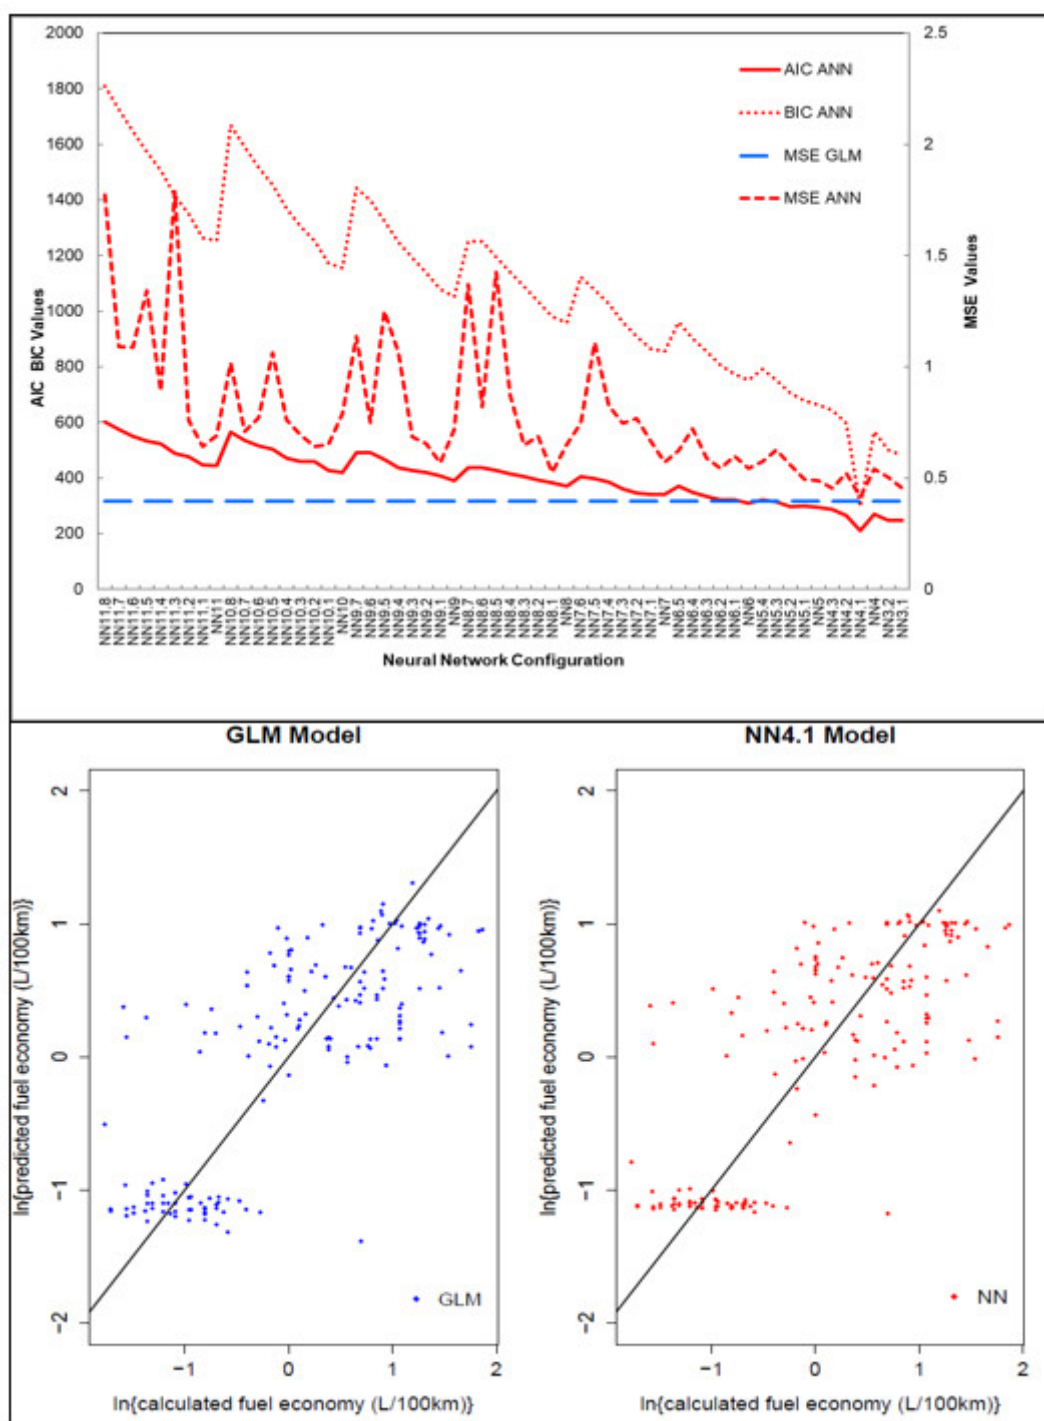 2000
1800
1600
1400
1200
1000
800
600
400
200
0
AIC BIC Values
AIC ANN
BIC ANN
MSE GLM
MSE ANN
2.5
2
1.5
1
0.5
0
MSE Values
NN11.8
NN11.7
NN11.6
NN11.5
NN11.4
NN11.3
NN11.2
NN11.1
NN11
NN10.8
NN10.7
NN10.6
NN10.5
NN10.4
NN10.3
NN10.2
NN10.1
NN10
NN9.7
NN9.6
NN9.5
NN9.4
NN9.3
NN9.2
NN9.1
NN9
NN8.7
NN8.6
NN8.5
NN8.4
NN8.3
NN8.2
NN8.1
NN8
NN7.6
NN7.5
NN7.4
NN7.3
NN7.2
NN7.1
NN7
NN6.5
NN6.4
NN6.3
NN6.2
NN6.1
NN6
NN5.4
NN5.3
NN5.2
NN5.1
NN5
NN4.3
NN4.2
NN4.1
NN4
NN3.2
NN3.1
Neural Network Configuration
GLM Model
ln{predicted fuel economy (L/100km)}
2
1
0
−1
−2
GLM
−1 0 1 2
ln{calculated fuel economy (L/100km)}
NN4.1 Model
ln{predicted fuel economy (L/100km)}
2
1
0
−1
−2
NN
−1 0 1 2
ln{calculated fuel economy (L/100km)}